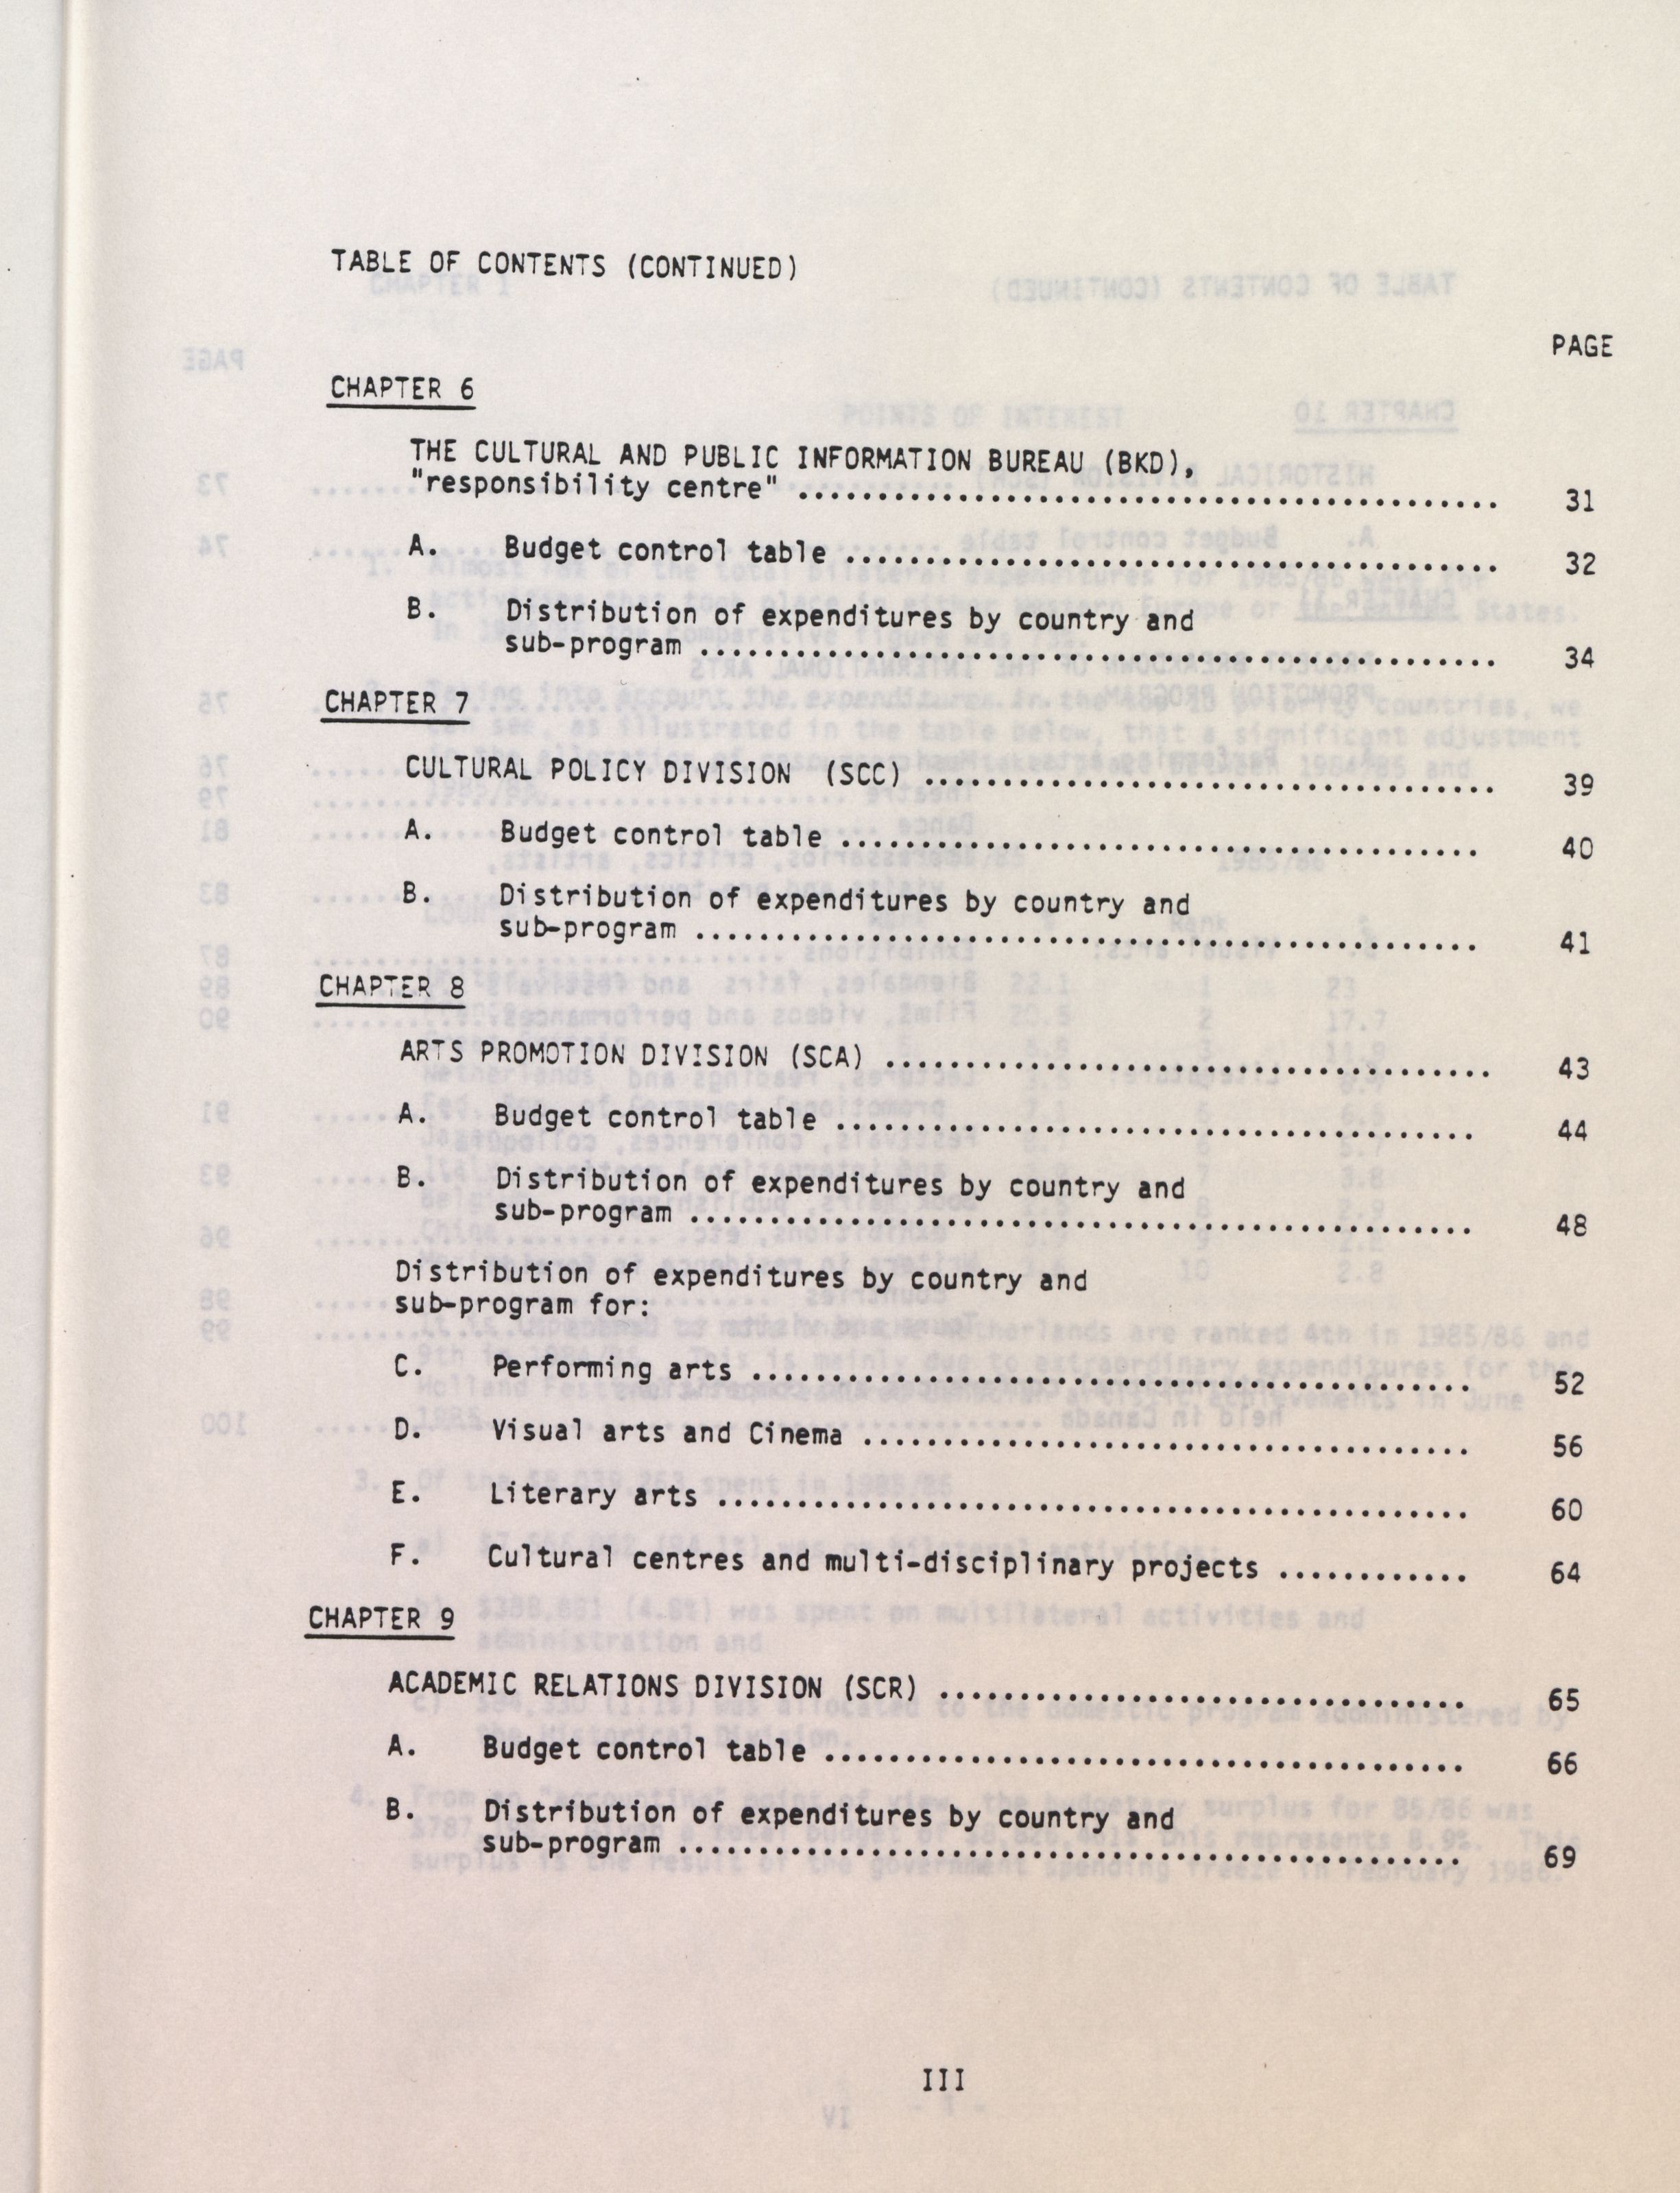 TABLE OF CONTENTS (CONTINUED)
PAGE
CHAPTER 6
THE CULTURAL AND PUBLIC INFORMATION BUREAU (BKD),
"responsibility centre" ............................................ 31
A. Budget control table ......................................... 32
B. Distribution of expenditures by country and
sub-program .................................................. 34
CHAPTER 7
CULTURAL POLICY DIVISION (SCC) .................................... 39
A. Budget control table ........................................ 40
B. Distribution of expenditures by country and
sub-program ................................................. 41
CHAPTER 8
ARTS PROMOTION DIVISION (SCA) ...................................... 43
A. Budget control table ........................................ 44
B. Distribution of expenditures by country and
sub-program ................................................. 48
Distribution of expenditures by country and
sub-program for:
C. Performing arts ............................................. 52
D. Visual arts and Cinema ...................................... 56
E. Literary arts ............................................... 60
F. Cultural centres and multi-disciplinary projects ............ 64
CHAPTER 9
ACADEMIC RELATIONS DIVISION (SCR) ................................. 65
A. Budget control table ........................................ 66
B. Distribution of expenditures by country and
sub-program ................................................. 69
III